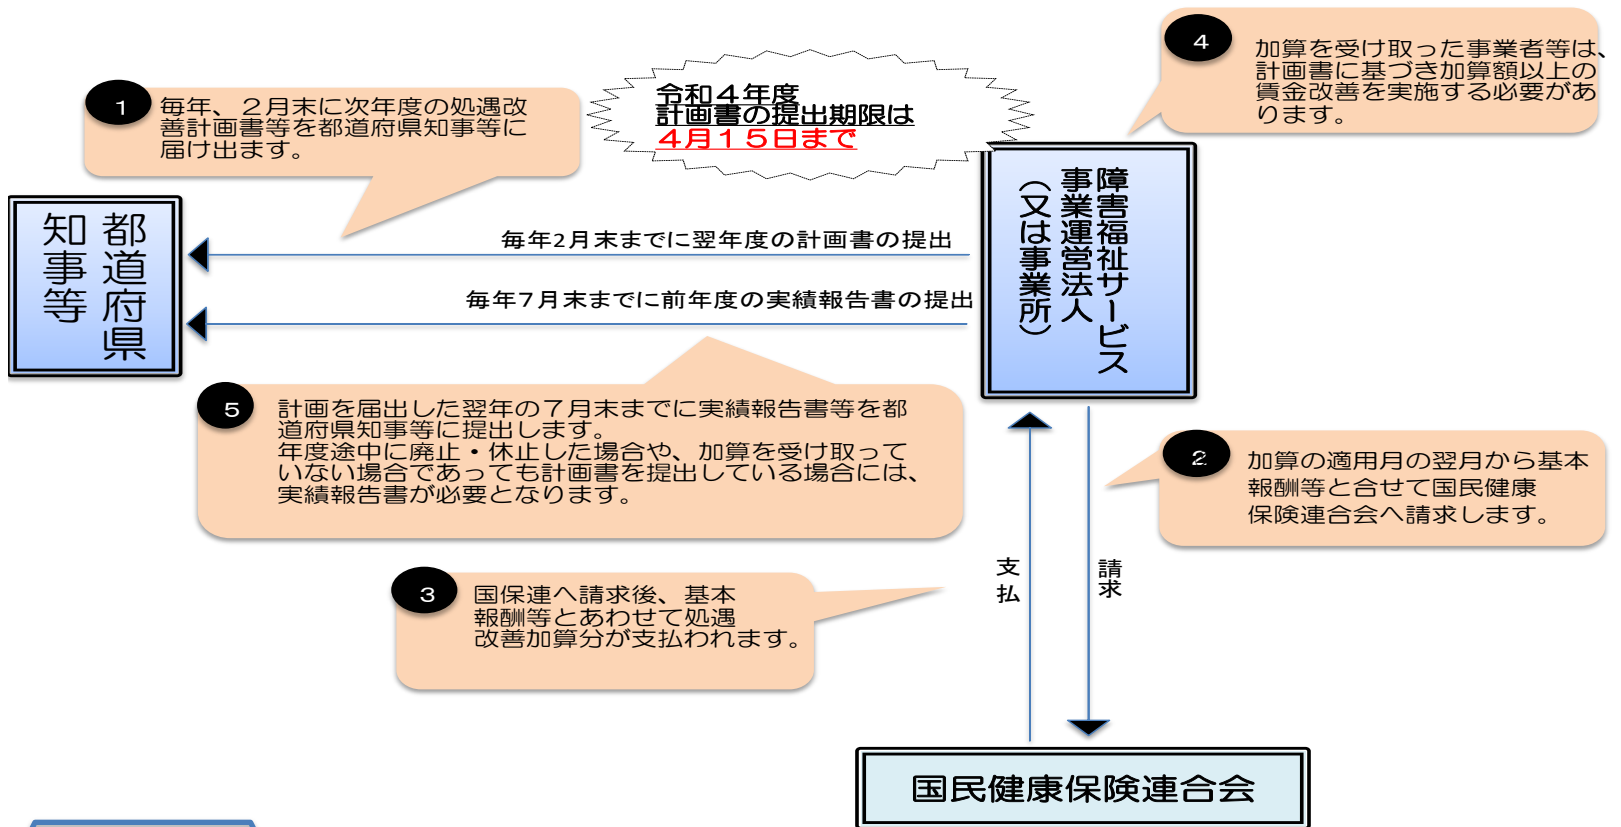 1
毎年、２月末に次年度の処遇改
善計画書等を都道府県知事等に
届け出ます。
令和４年度
計画書の提出期限は
４月１５日まで
4
加算を受け取った事業者等は、
計画書に基づき加算額以上の
賃金改善を実施する必要があ
ります。
都道府県
知事等
毎年2月末までに翌年度の計画書の提出
毎年7月末までに前年度の実績報告書の提出
障害福祉サービス
事業運営法人
（又は事業所）
5
計画を届出した翌年の７月末までに実績報告書等を都
道府県知事等に提出します。
年度途中に廃止・休止した場合や、加算を受け取って
いない場合であっても計画書を提出している場合には、
実績報告書が必要となります。
2
加算の適用月の翌月から基本
報酬等と合せて国民健康
保険連合会へ請求します。
3
国保連へ請求後、基本
報酬等とあわせて処遇
改善加算分が支払われます。
支払
請求
国民健康保険連合会